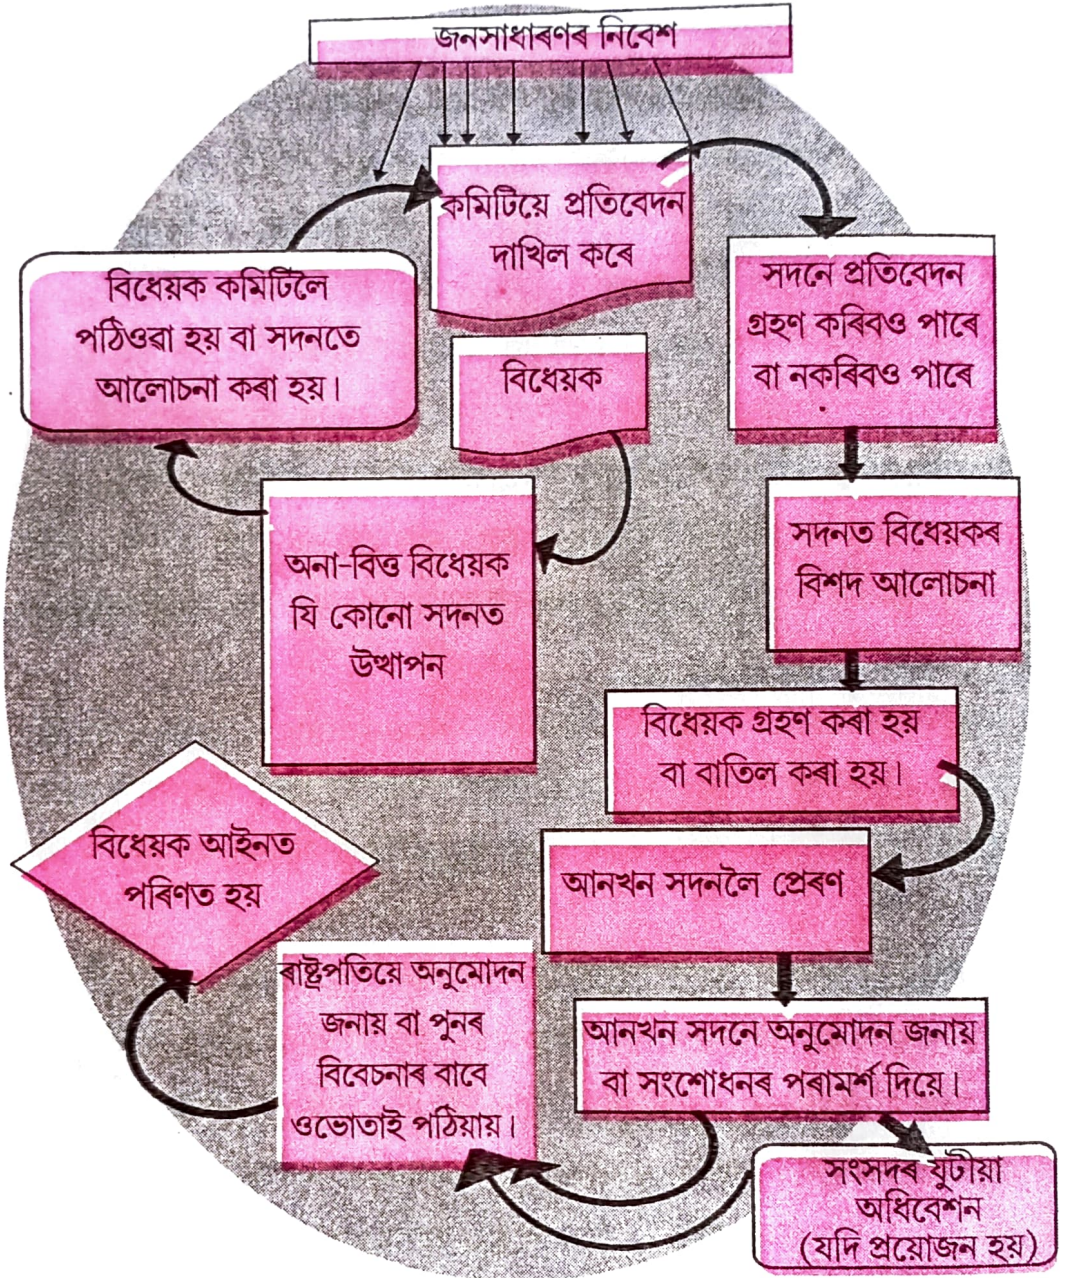 জনসাধাৰণৰ নিবেশ
কমিটিয়ে প্ৰতিবেদন
দাখিল কৰে
বিধেয়ক কমিটিলৈ
পঠিওৱা হয় বা সদনতে
আলোচনা কৰা হয়।
সদনে প্ৰতিবেদন
গ্ৰহণ কৰিবও পাৰে
বা নকৰিবও পাৰে
বিধেয়ক
অনা-বিত্ত বিধেয়ক
যি কোনো সদনত
উত্থাপন
সদনত বিধেয়কৰ
বিশদ আলোচনা
বিধেয়ক গ্ৰহণ কৰা হয়
বা বাতিল কৰা হয়।
বিধেয়ক আইনত
পৰিণত হয়
আনখন সদনলৈ প্ৰেৰণ
ৰাষ্ট্ৰপতিয়ে অনুমোদন
জনায় বা পুনৰ
বিবেচনাৰ বাবে
ওভোতাই পঠিয়ায়।
আনখন সদনে অনুমোদন জনায়
বা সংশোধনৰ পৰামৰ্শ দিয়ে।
সংসদৰ যুটীয়া
অধিবেশন
(যদি প্ৰয়োজন হয়)